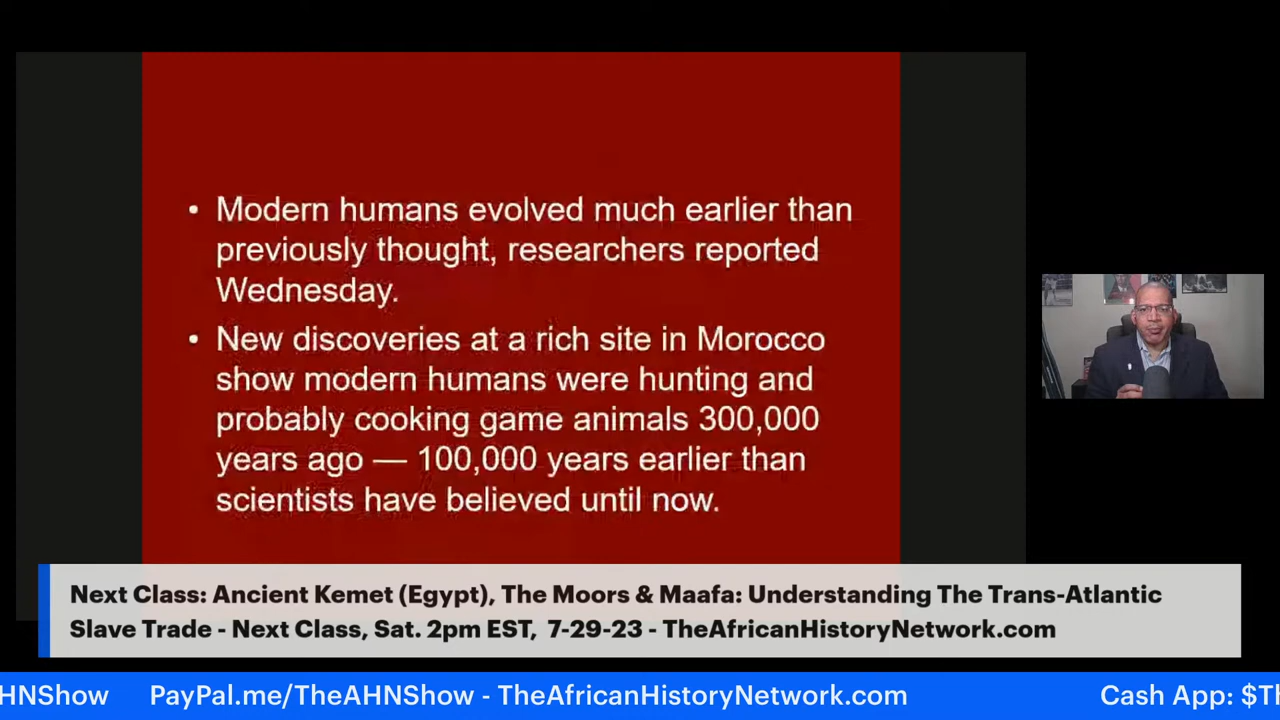 • Modern humans evolved much earlier than
previously thought, researchers reported
Wednesday.
• New discoveries at a rich site in Morocco
show modern humans were hunting and
probably cooking game animals 300,000
years ago — 100,000 years earlier than
scientists have believed until now.
Next Class: Ancient Kemet (Egypt), The Moors & Maafa: Understanding The Trans-Atlantic
Slave Trade - Next Class, Sat. 2pm EST, 7-29-23 - TheAfricanHistoryNetwork.com
HNShow PayPal.me/TheAHNShow - TheAfricanHistoryNetwork.com Cash App: $Th